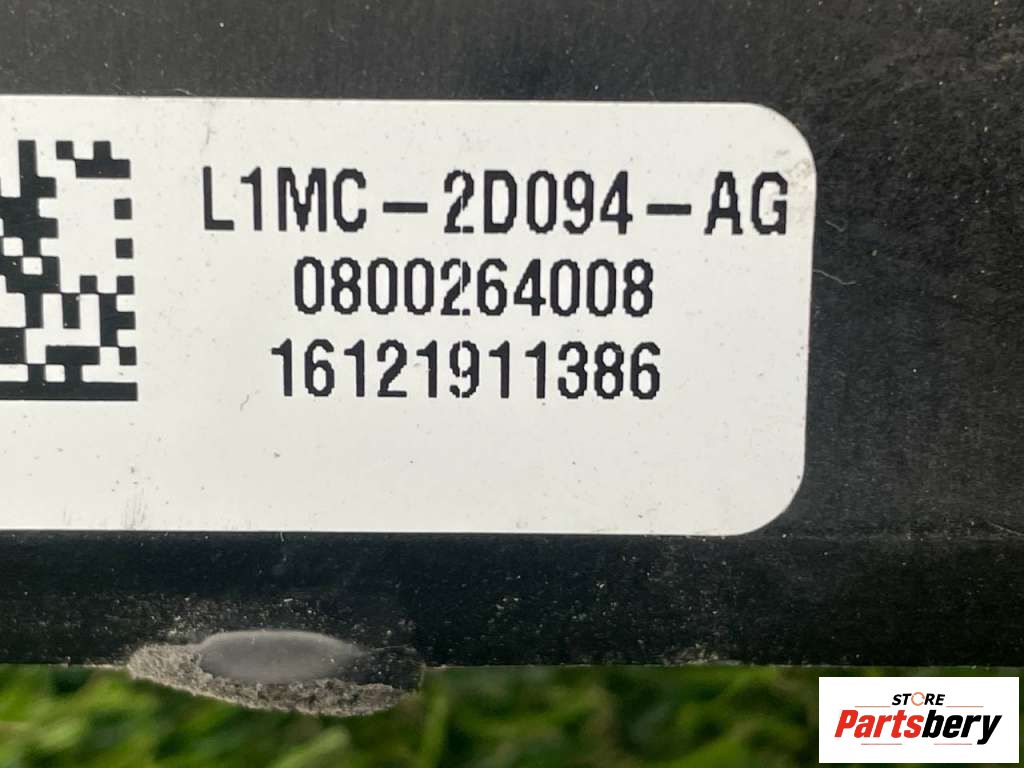 L1MC-2D094-AG
0800264008
16121911386
STORE
Partsbery